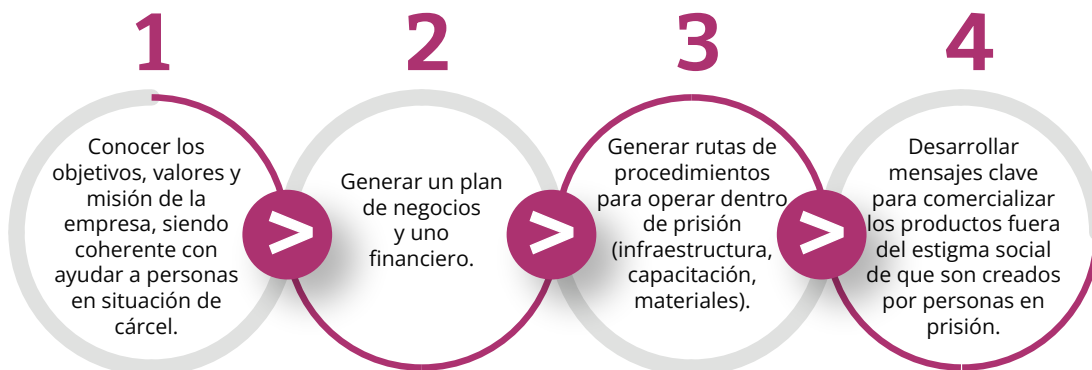 1
Conocer los
objetivos, valores y
misión de la
empresa, siendo
coherente con
ayudar a personas
en situación de
cárcel.
>
2
Generar un plan
de negocios
y uno
financiero.
>
3
Generar rutas de
procedimientos
para operar dentro
de prisión
(infraestructura,
capacitación,
materiales).
>
4
Desarrollar
mensajes clave
para comercializar
los productos fuera
del estigma social
de que son creados
por personas en
prisión.